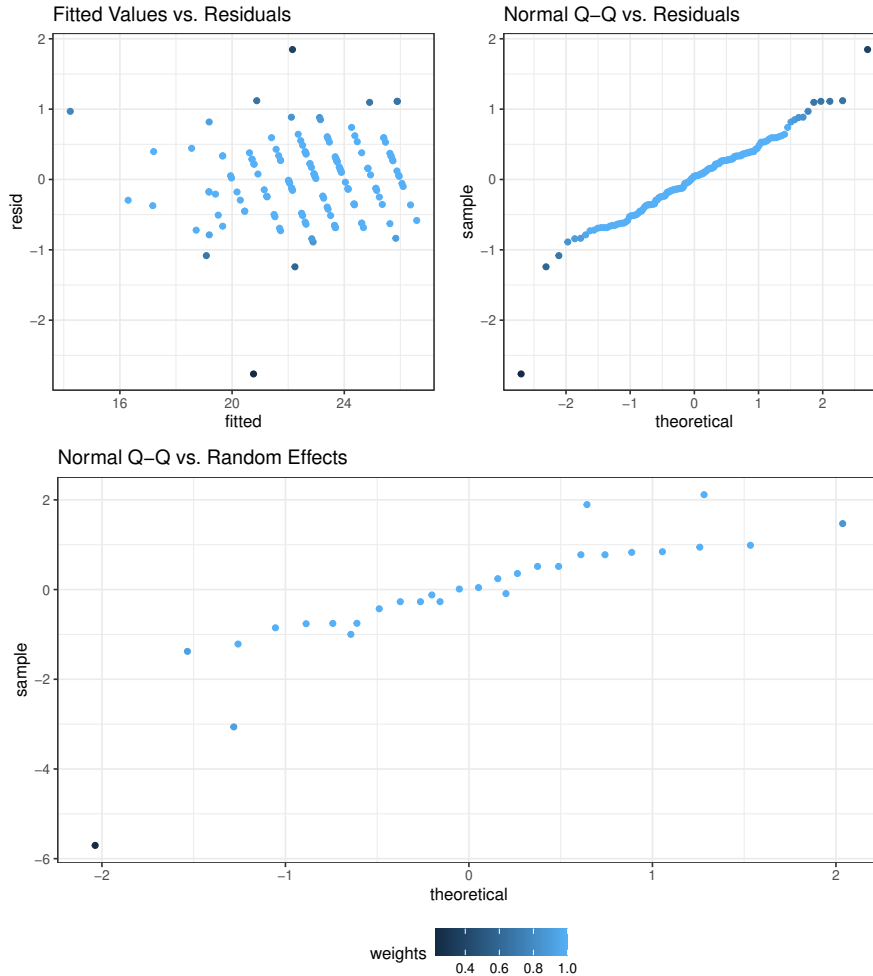 Fitted Values vs. Residuals
2
1
0
−1
−2
resid
16 20 24
fitted
Normal Q−Q vs. Residuals
2
1
0
−1
−2
sample
−2 −1 0 1 2
theoretical
Normal Q−Q vs. Random Effects
2
0
−2
−4
−6
sample
−2 −1 0 1 2
theoretical
weights
0.4 0.6 0.8 1.0